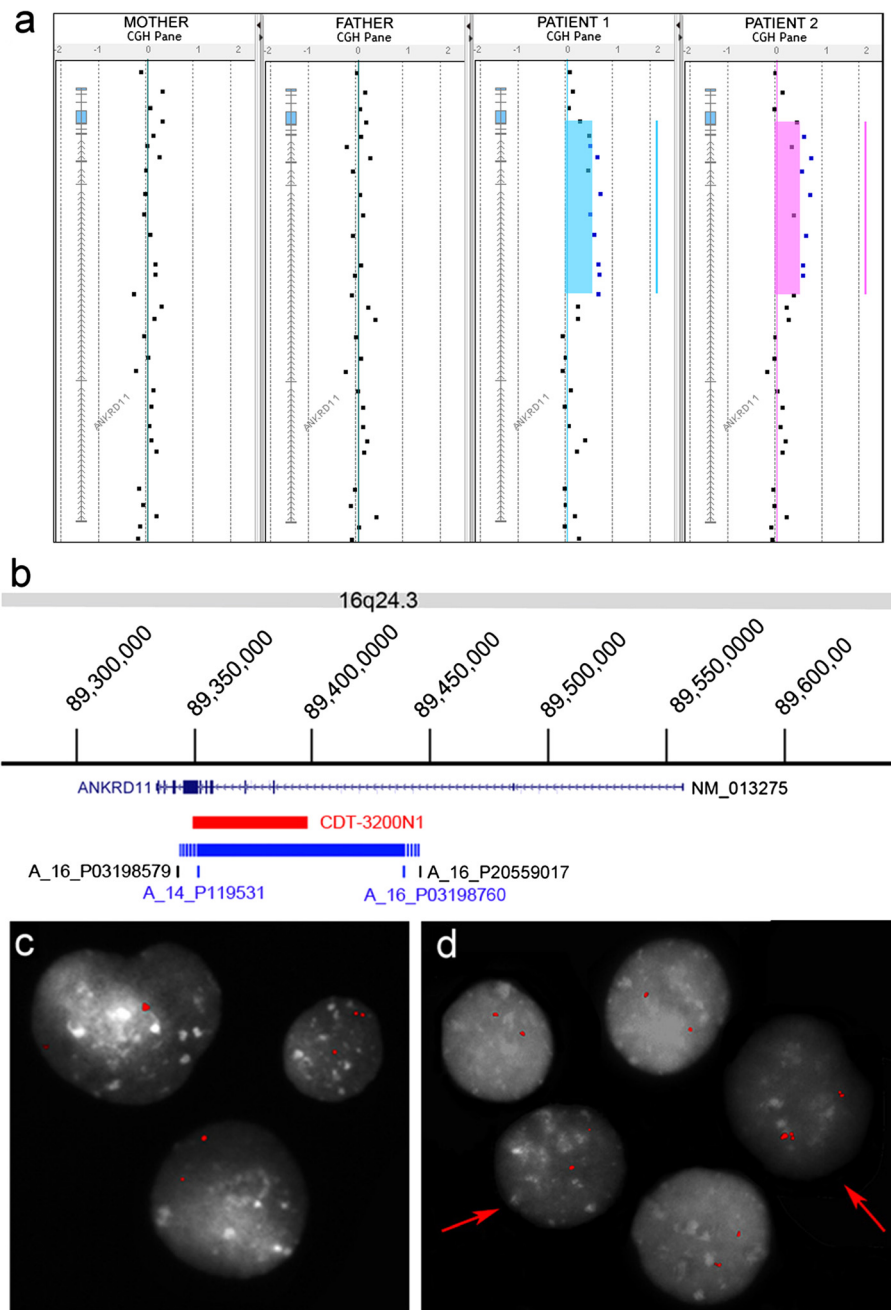 a
MOTHER
CGH Pane
-2 -1 0 1 2
ANKRD11
FATHER
CGH Pane
-2 -1 0 1 2
ANKRD11
PATIENT 1
CGH Pane
-2 -1 0 1 2
ANKRD11
PATIENT 2
CGH Pane
-2 -1 0 1 2
ANKRD11
b
16q24.3
89,300,000
89,350,000
89,400,0000
89,450,000
89,500,000
89,550,0000
89,600,00
ANKRD11
NM_013275
CDT-3200N1
A_16_P03198579
A_16_P20559017
A_14_P119531
A_16_P03198760
c
d